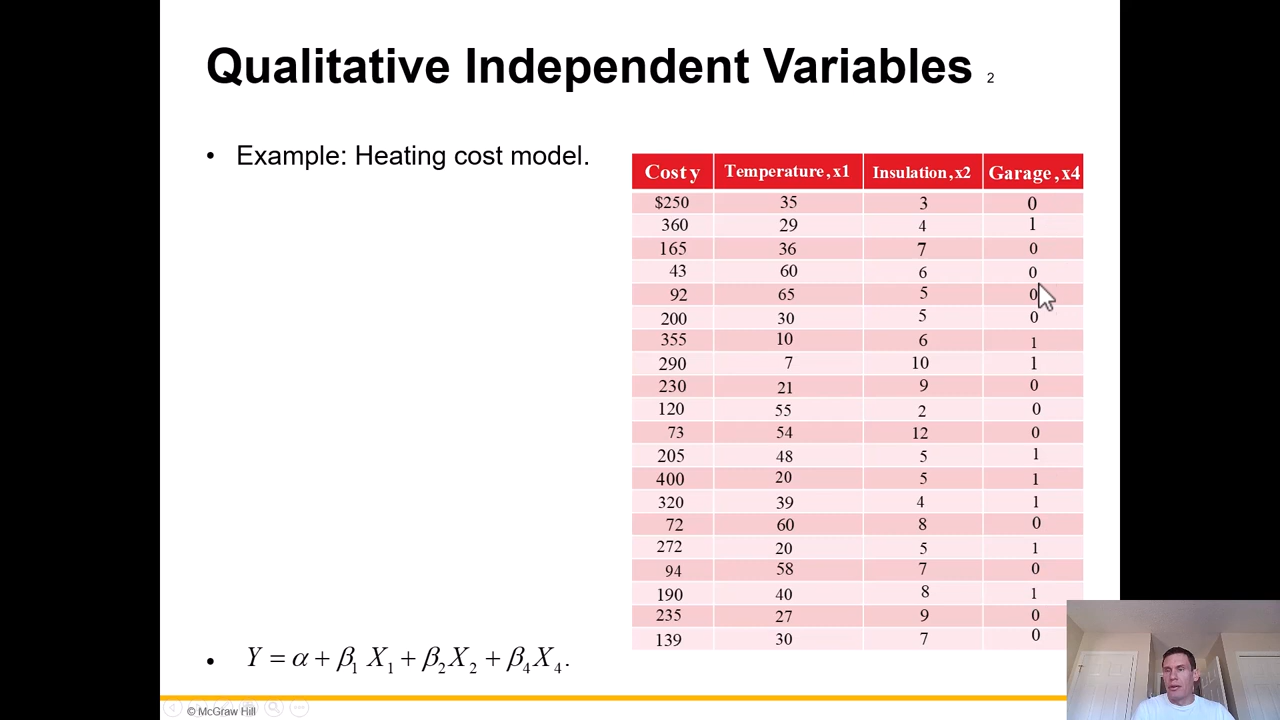 Qualitative Independent Variables 2
• Example: Heating cost model.
Cost y Temperature, x1 Insulation, x2 Garage, x4
$250 35 3 0
360 29 4 1
165 36 7 0
43 60 6 0
92 65 5 0
200 30 5 0
355 10 6 1
290 7 10 1
230 21 9 0
120 55 2 0
73 54 12 0
205 48 5 1
400 20 5 1
320 39 4 1
72 60 8 0
272 20 5 1
94 58 7 0
190 40 8 1
235 27 9 0
139 30 7 0
• Y = α + β₁ X₁ + β₂ X₂ + β₄ X₄.
© McGraw Hill